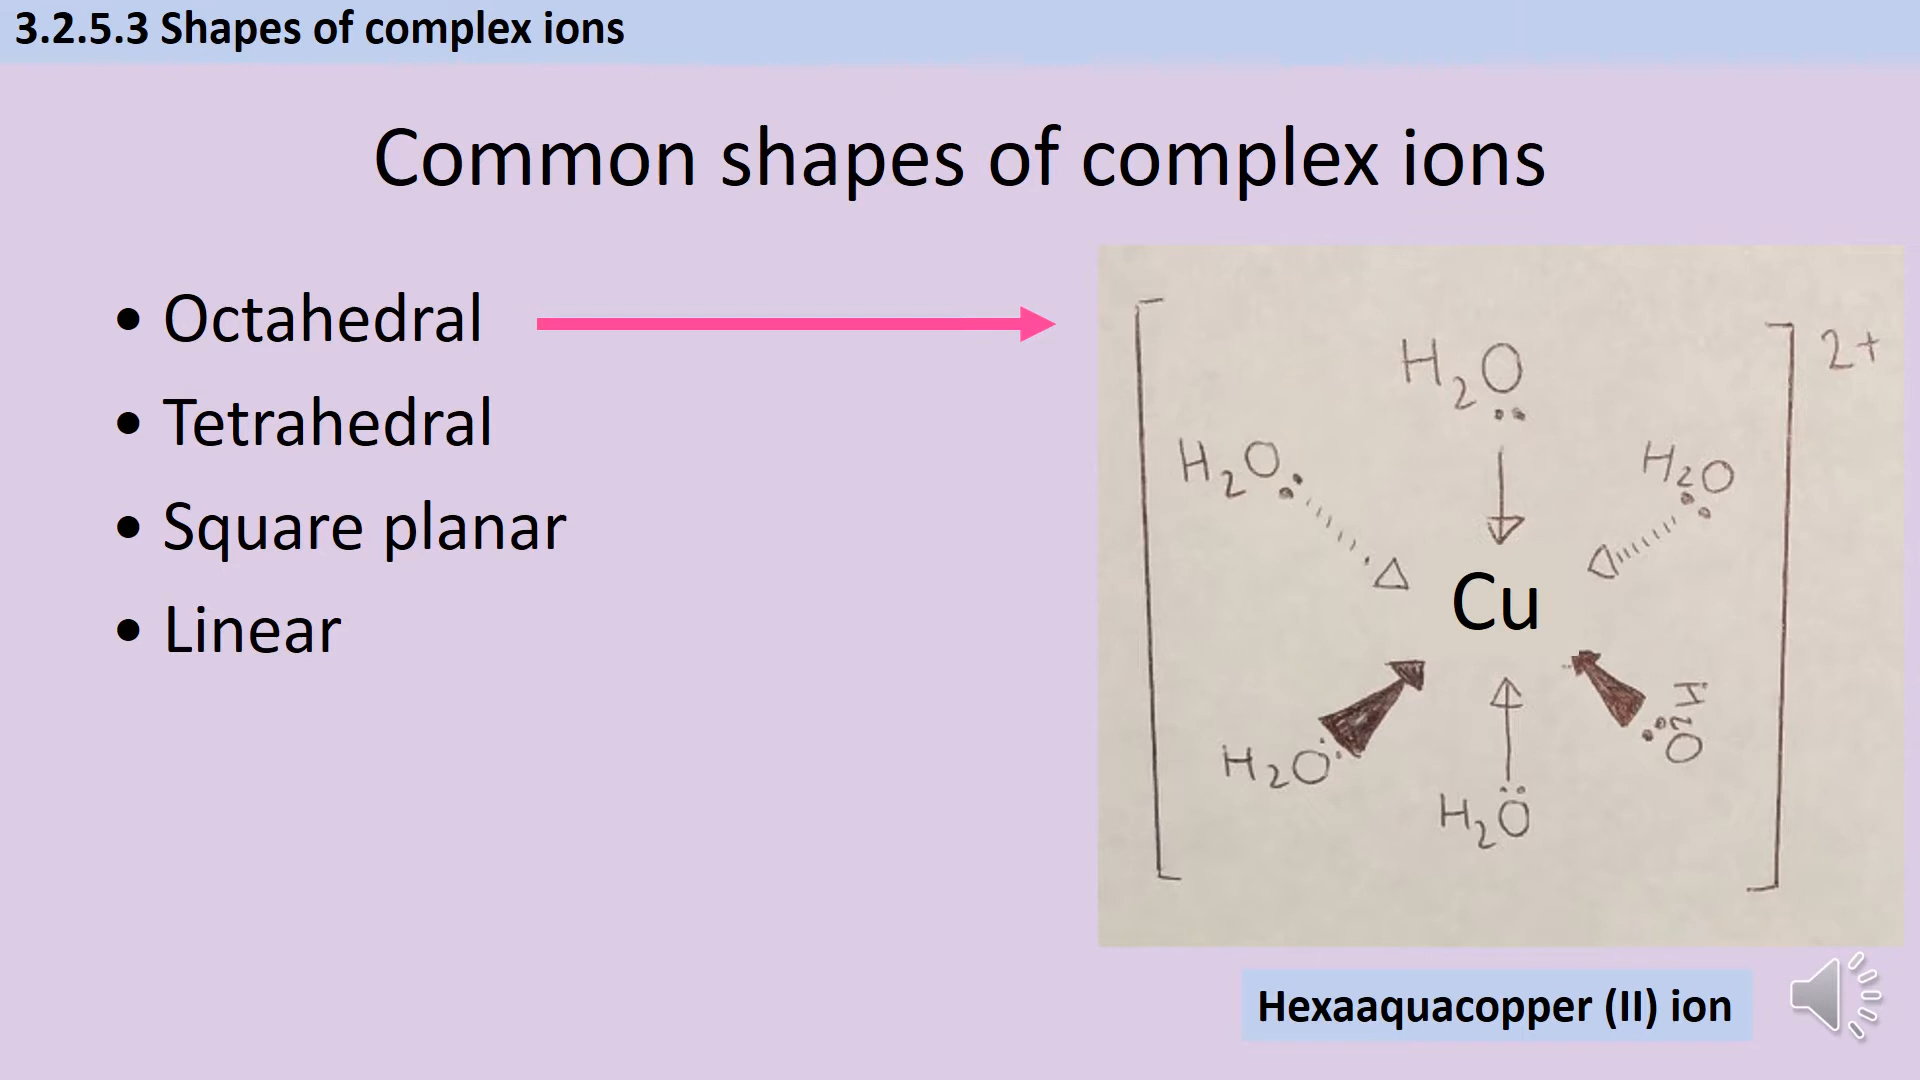 3.2.5.3 Shapes of complex ions
Common shapes of complex ions
• Octahedral
• Tetrahedral
• Square planar
• Linear
2+
H₂O
H₂O
H₂O
Cu
H₂O
H₂O
H₂O
Hexaaquacopper (II) ion